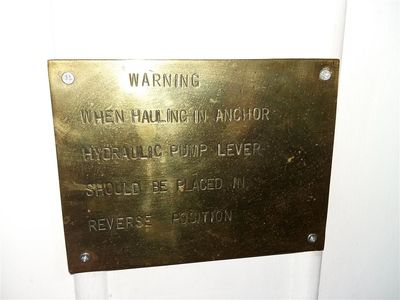 WARNING
WHEN HAULING IN ANCHOR
HYDRAULIC PUMP LEVER
SHOULD BE PLACED IN
REVERSE POSITION